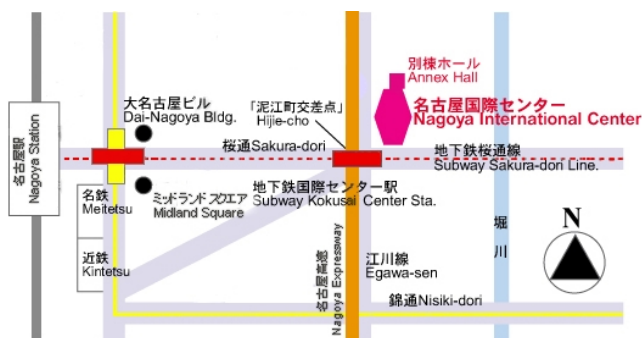 別棟ホール
Annex Hall
名古屋国際センター
Nagoya International Center
大名古屋ビル
Dai-Nagoya Bldg.
「泥江町交差点」
Hijie-cho
桜通Sakura-dori
地下鉄桜通線
Subway Sakura-dori Line.
名古屋駅
Nagoya Station
名鉄
Meitetsu
ミッドランドスクエア
Midland Square
地下鉄国際センター駅
Subway Kokusai Center Sta.
近鉄
Kintetsu
名古屋高速
Nagoya Expressway
江川線
Egawa-sen
堀川
N
錦通Nisiki-dori